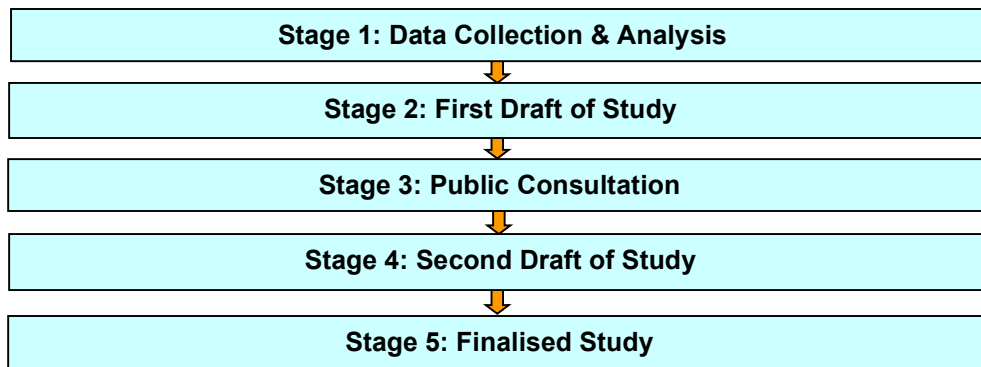 Stage 1: Data Collection & Analysis
Stage 2: First Draft of Study
Stage 3: Public Consultation
Stage 4: Second Draft of Study
Stage 5: Finalised Study